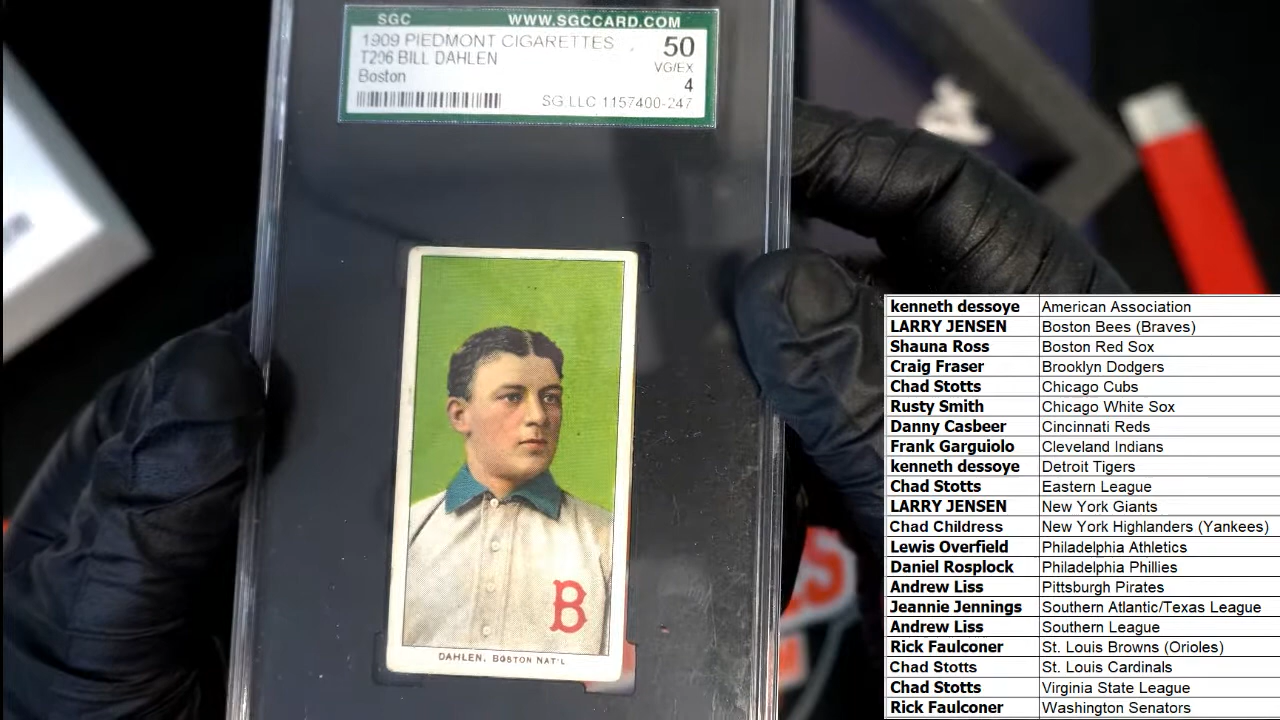 SGC WWW.SGCCARD.COM
1909 PIEDMONT CIGARETTES 50
T206 BILL DAHLEN VG/EX
Boston 4
SG LLC 1157400-247
B
DAHLEN, BOSTON NAT'L
kenneth dessoye American Association
LARRY JENSEN Boston Bees (Braves)
Shauna Ross Boston Red Sox
Craig Fraser Brooklyn Dodgers
Chad Stotts Chicago Cubs
Rusty Smith Chicago White Sox
Danny Casbeer Cincinnati Reds
Frank Garguiolo Cleveland Indians
kenneth dessoye Detroit Tigers
Chad Stotts Eastern League
LARRY JENSEN New York Giants
Chad Childress New York Highlanders (Yankees)
Lewis Overfield Philadelphia Athletics
Daniel Rosplock Philadelphia Phillies
Andrew Liss Pittsburgh Pirates
Jeannie Jennings Southern Atlantic/Texas League
Andrew Liss Southern League
Rick Faulconer St. Louis Browns (Orioles)
Chad Stotts St. Louis Cardinals
Chad Stotts Virginia State League
Rick Faulconer Washington Senators